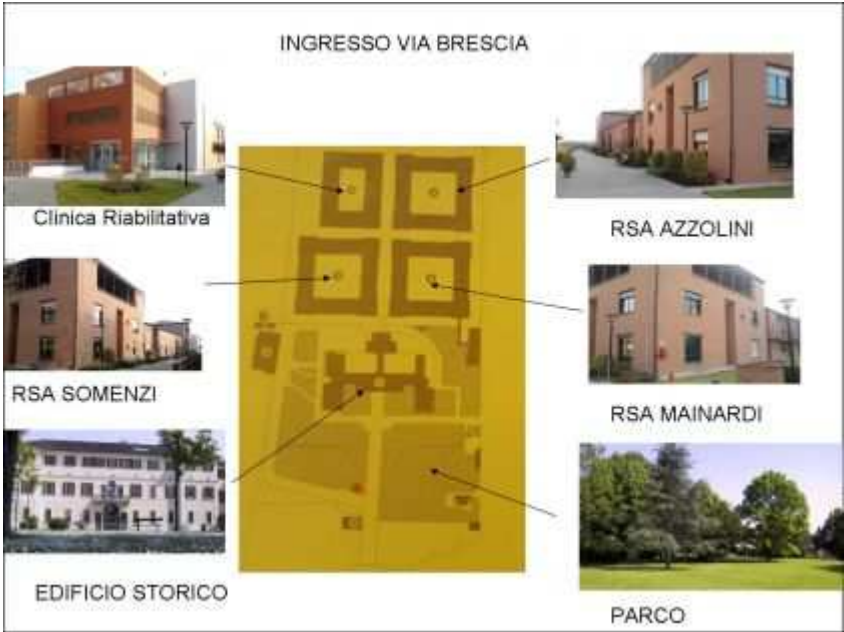 INGRESSO VIA BRESCIA
Clinica Riabilitativa
RSA AZZOLINI
RSA SOMENZI
RSA MAINARDI
EDIFICIO STORICO
PARCO